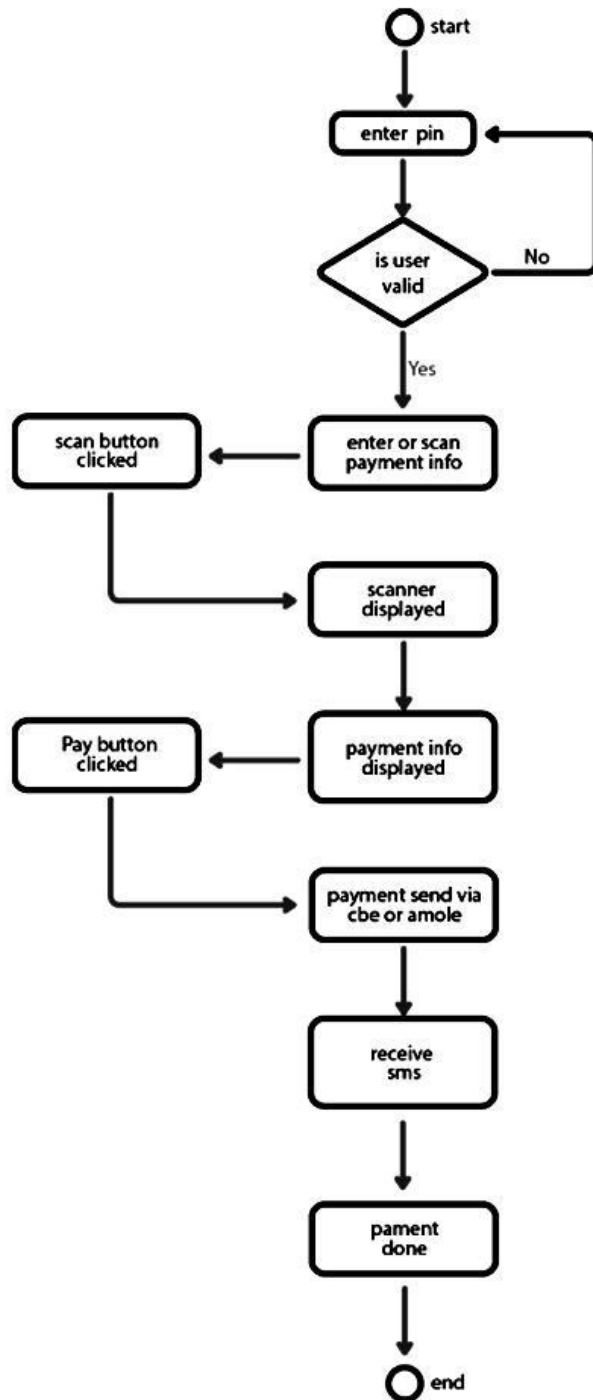 start
enter pin
is user
valid
No
Yes
scan button
clicked
enter or scan
payment info
scanner
displayed
Pay button
clicked
payment info
displayed
payment send via
cbe or amole
receive
sms
pament
done
end